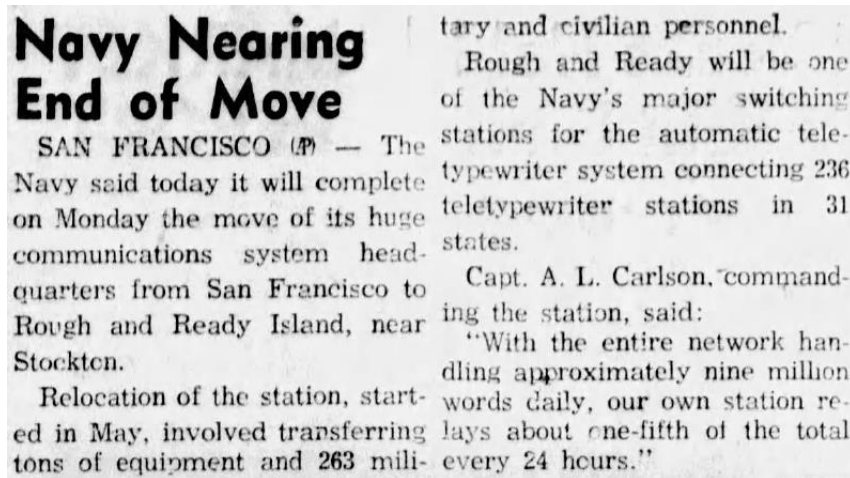 Navy Nearing
End of Move
SAN FRANCISCO (AP) — The
Navy said today it will complete
on Monday the move of its huge
communications system head-
quarters from San Francisco to
Rough and Ready Island, near
Stockton.
Relocation of the station, start-
ed in May, involved transferring
tons of equipment and 263 mili-
tary and civilian personnel.
Rough and Ready will be one
of the Navy's major switching
stations for the automatic tele-
typewriter system connecting 236
teletypewriter stations in 31
states.
Capt. A. L. Carlson, command-
ing the station, said:
"With the entire network han-
dling approximately nine million
words daily, our own station re-
lays about one-fifth of the total
every 24 hours."